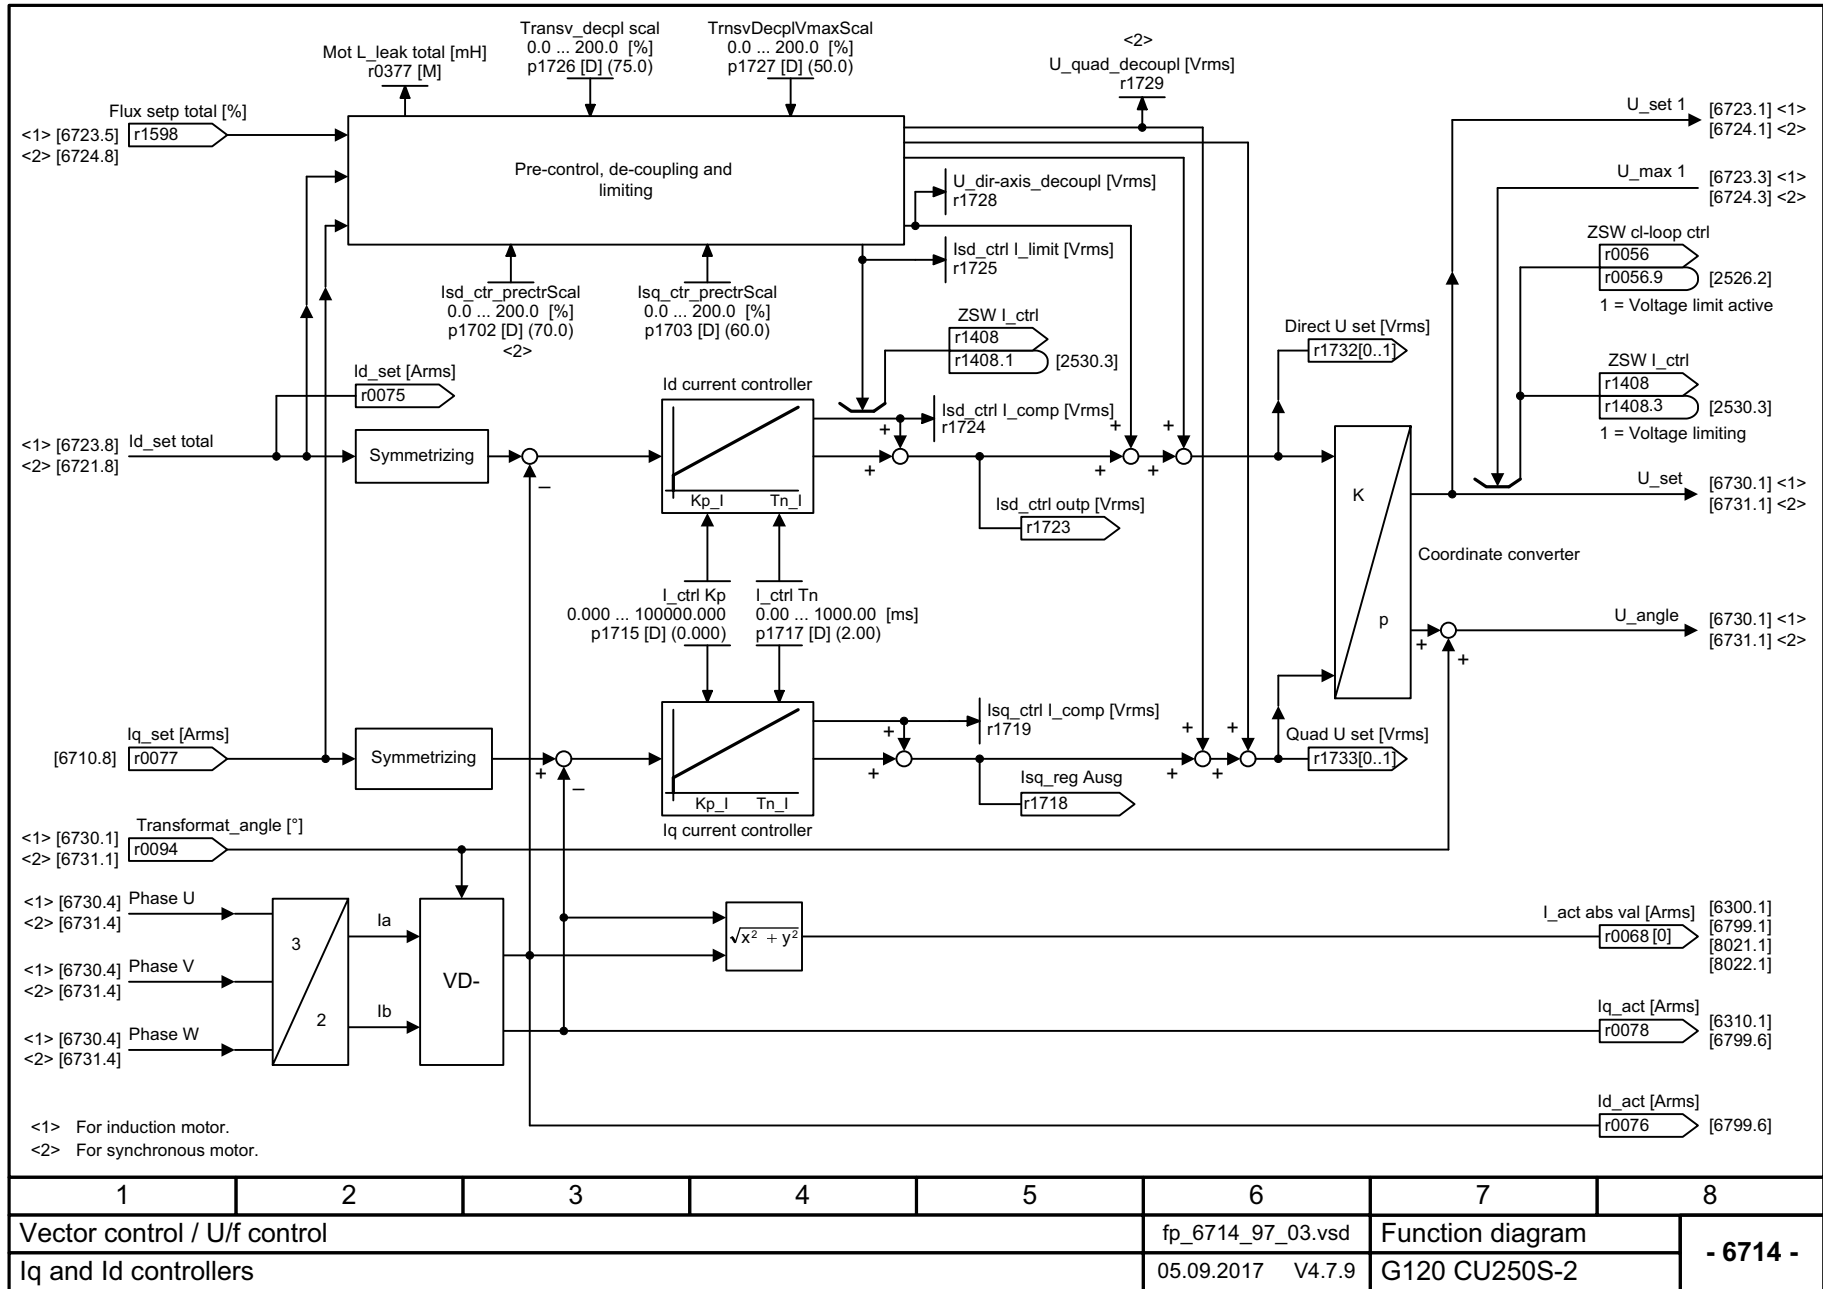 Transv_decpl scal
0.0 ... 200.0 [%]
p1726 [D] (75.0)
TrnsvDecplVmaxScal
0.0 ... 200.0 [%]
p1727 [D] (50.0)
<2>
U_quad_decoupl [Vrms]
r1729
Mot L_leak total [mH]
r0377 [M]
Flux setp total [%]
<1> [6723.5]
<2> [6724.8]
r1598
Pre-control, de-coupling and
limiting
U_set 1
[6723.1] <1>
[6724.1] <2>
U_max 1
[6723.3] <1>
[6724.3] <2>
U_dir-axis_decoupl [Vrms]
r1728
Isd_ctrl I_limit [Vrms]
r1725
ZSW cl-loop ctrl
r0056
r0056.9
[2526.2]
1 = Voltage limit active
Isd_ctr_prectrScal
0.0 ... 200.0 [%]
p1702 [D] (70.0)
<2>
Isq_ctr_prectrScal
0.0 ... 200.0 [%]
p1703 [D] (60.0)
ZSW I_ctrl
r1408
r1408.1
[2530.3]
Direct U set [Vrms]
r1732[0..1]
ZSW I_ctrl
r1408
r1408.3
[2530.3]
1 = Voltage limiting
Id_set [Arms]
r0075
Id current controller
Isd_ctrl I_comp [Vrms]
r1724
<1> [6723.8]
<2> [6721.8]
Id_set total
Symmetrizing
–
Kp_I
Tn_I
+
+
+
+
+
+
Isd_ctrl outp [Vrms]
r1723
K
p
Coordinate converter
U_set
[6730.1] <1>
[6731.1] <2>
I_ctrl Kp
0.000 ... 100000.000
p1715 [D] (0.000)
I_ctrl Tn
0.00 ... 1000.00 [ms]
p1717 [D] (2.00)
U_angle
[6730.1] <1>
[6731.1] <2>
+
+
Iq_set [Arms]
[6710.8]
r0077
Symmetrizing
+
–
Kp_I
Tn_I
Iq current controller
Isq_ctrl I_comp [Vrms]
r1719
+
+
+
+
+
+
Isq_reg Ausg
r1718
Quad U set [Vrms]
r1733[0..1]
Transformat_angle [°]
<1> [6730.1]
<2> [6731.1]
r0094
<1> [6730.4]
<2> [6731.4]
Phase U
<1> [6730.4]
<2> [6731.4]
Phase V
<1> [6730.4]
<2> [6731.4]
Phase W
3
2
Ia
Ib
VD-
√x² + y²
I_act abs val [Arms]
r0068[0]
[6300.1]
[6799.1]
[8021.1]
[8022.1]
Iq_act [Arms]
r0078
[6310.1]
[6799.6]
Id_act [Arms]
r0076
[6799.6]
<1> For induction motor.
<2> For synchronous motor.
1 2 3 4 5 6 7 8
Vector control / U/f control
fp_6714_97_03.vsd
Function diagram
- 6714 -
Iq and Id controllers
05.09.2017 V4.7.9
G120 CU250S-2